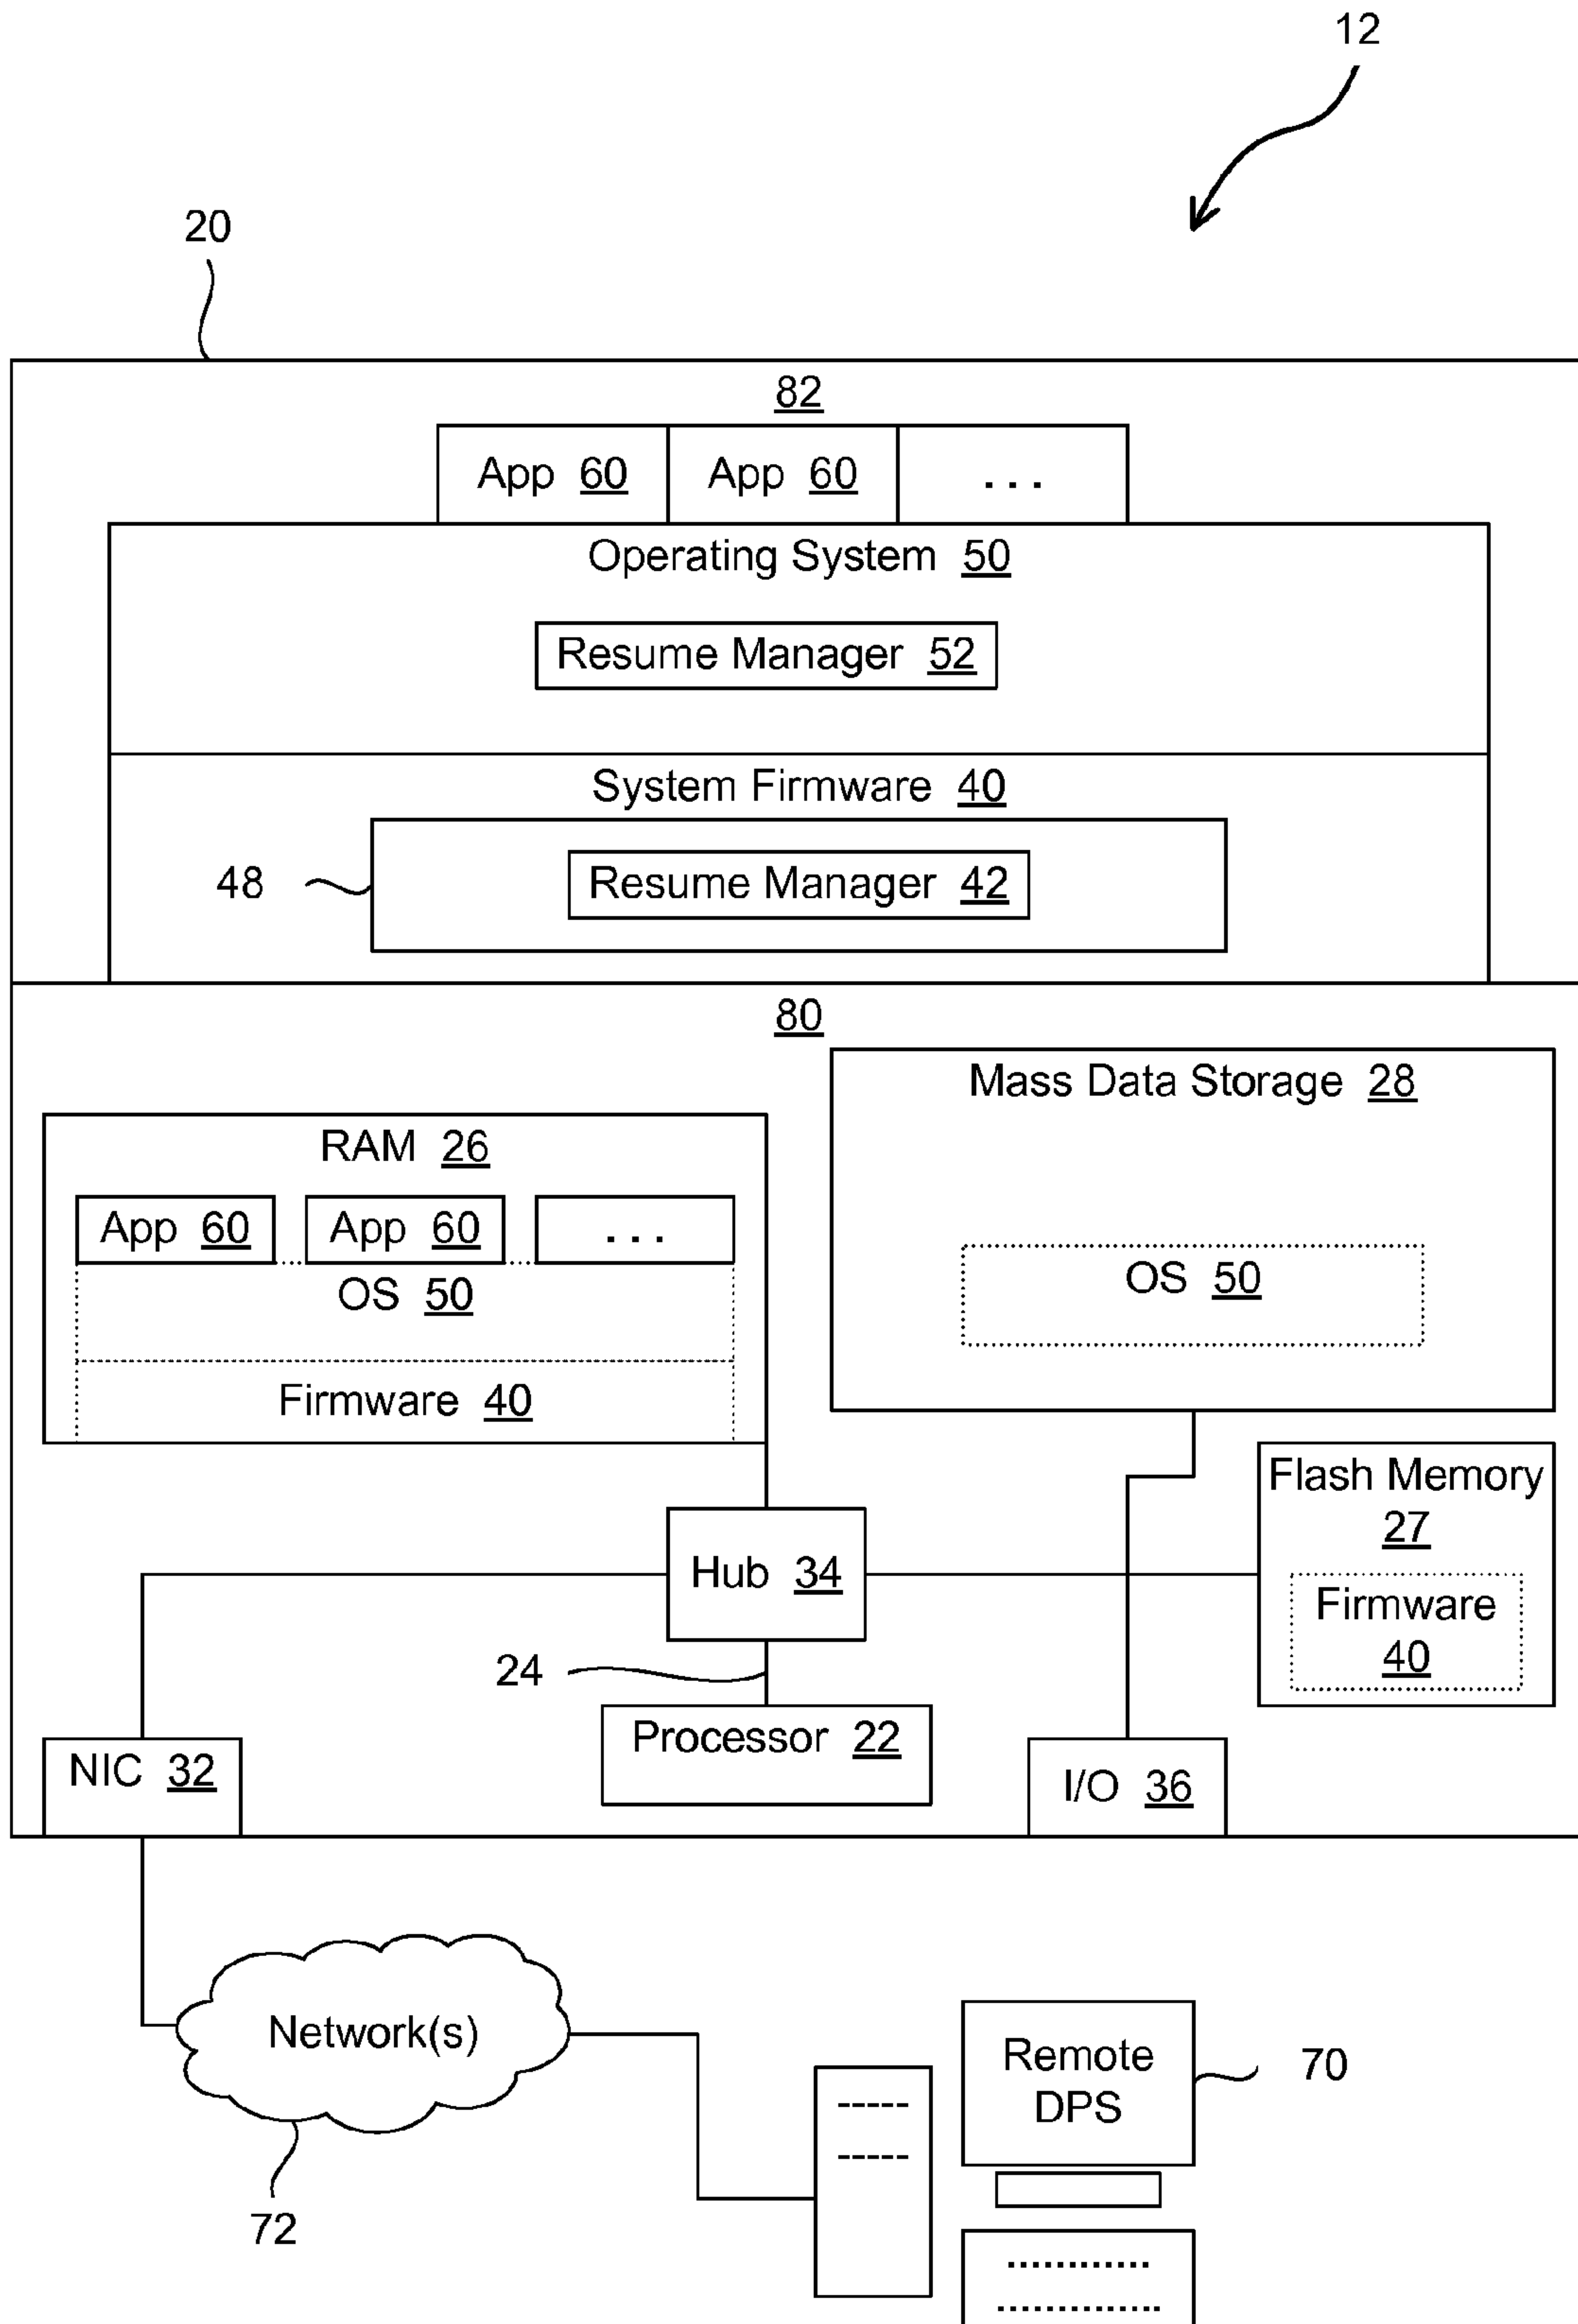 12
20
82
App 60 App 60 ...
Operating System 50
Resume Manager 52
System Firmware 40
48
Resume Manager 42
80
Mass Data Storage 28
RAM 26
App 60 App 60 ...
OS 50
OS 50
Firmware 40
Flash Memory
27
Firmware
40
Hub 34
24
Processor 22
NIC 32
I/O 36
Network(s)
72
Remote
DPS
70